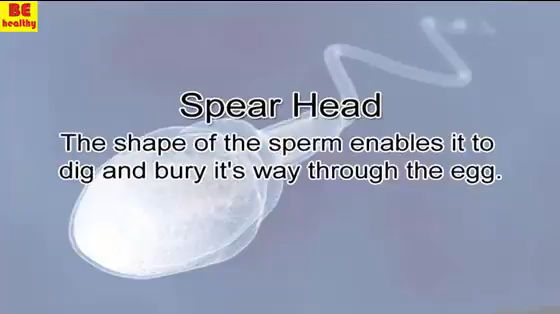 BE
healthy
Spear Head
The shape of the sperm enables it to
dig and bury it's way through the egg.